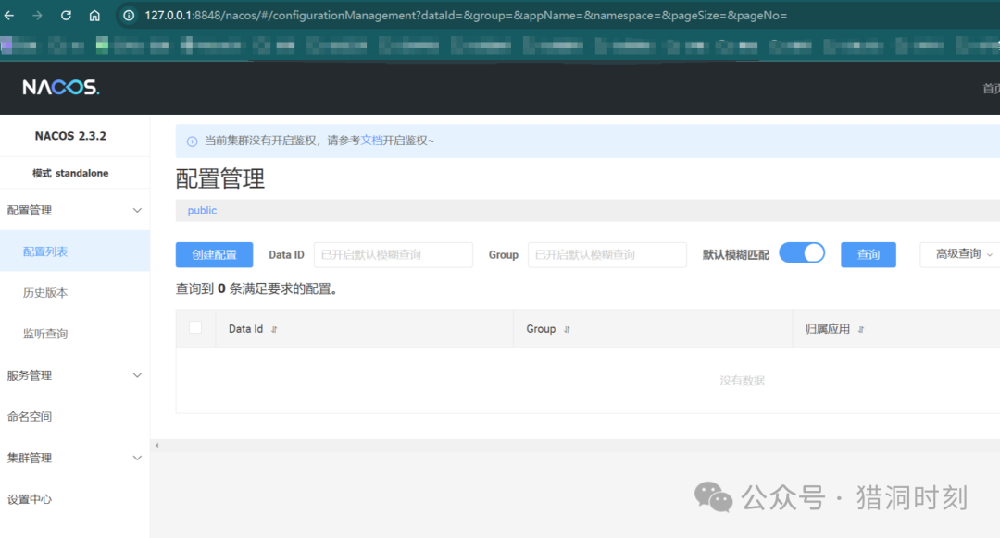 127.0.0.1:8848/nacos/#/configurationManagement?dataId=&group=&appName=&namespace=&pageSize=&pageNo=
NACOS.
首页
NACOS 2.3.2
当前集群没有开启鉴权，请参考文档开启鉴权~
模式 standalone
配置管理
public
配置管理
配置列表
创建配置 Data ID 已开启默认模糊查询 Group 已开启默认模糊查询 默认模糊匹配 查询 高级查询
历史版本
查询到 0 条满足要求的配置。
监听查询
Data Id Group 归属应用
服务管理
没有数据
命名空间
集群管理
设置中心
公众号 · 猎洞时刻